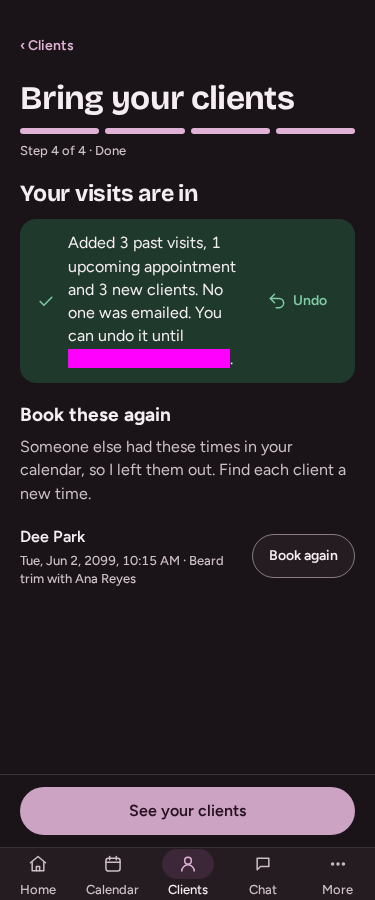 ‹ Clients
Bring your clients
Step 4 of 4 · Done
Your visits are in
Added 3 past visits, 1
upcoming appointment
and 3 new clients. No
one was emailed. You
can undo it until
.
Undo
Book these again
Someone else had these times in your
calendar, so I left them out. Find each client a
new time.
Dee Park
Tue, Jun 2, 2099, 10:15 AM · Beard
trim with Ana Reyes
Book again
See your clients
Home
Calendar
Clients
Chat
More